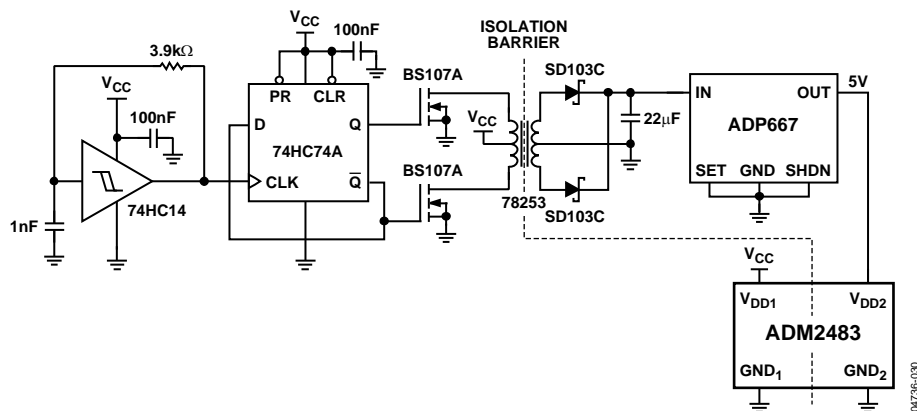 ISOLATION
BARRIER
3.9kΩ
VCC
100nF
VCC
100nF
74HC14
1nF
PR
CLR
D
Q
74HC74A
CLK
Q̅
BS107A
BS107A
VCC
78253
SD103C
SD103C
22μF
IN
OUT
ADP667
SET
GND
SHDN
5V
VCC
VDD1
VDD2
ADM2483
GND1
GND2
04736-030